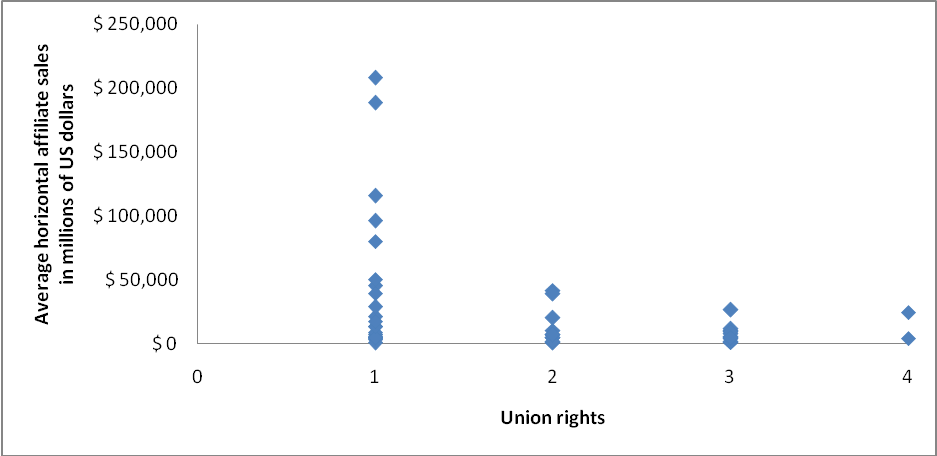 Average horizontal affiliate sales
in millions of US dollars
$ 250,000
$ 200,000
$ 150,000
$ 100,000
$ 50,000
$ 0
0 1 2 3 4
Union rights